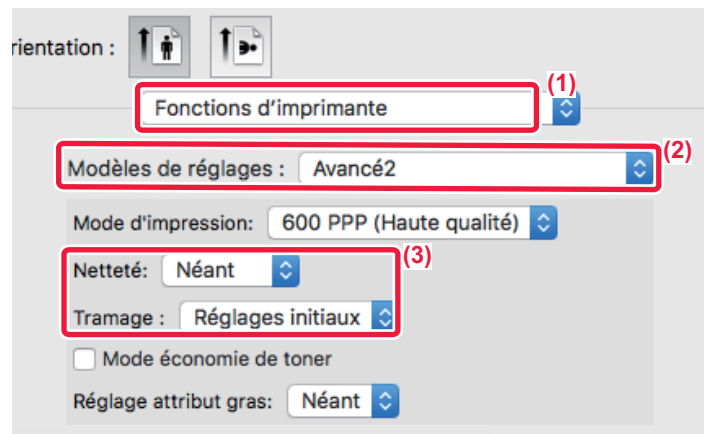 rientation :
(1)
Fonctions d'imprimante
(2)
Modèles de réglages : Avancé2
Mode d'impression: 600 PPP (Haute qualité)
(3)
Netteté: Néant
Tramage : Réglages initiaux
Mode économie de toner
Réglage attribut gras: Néant